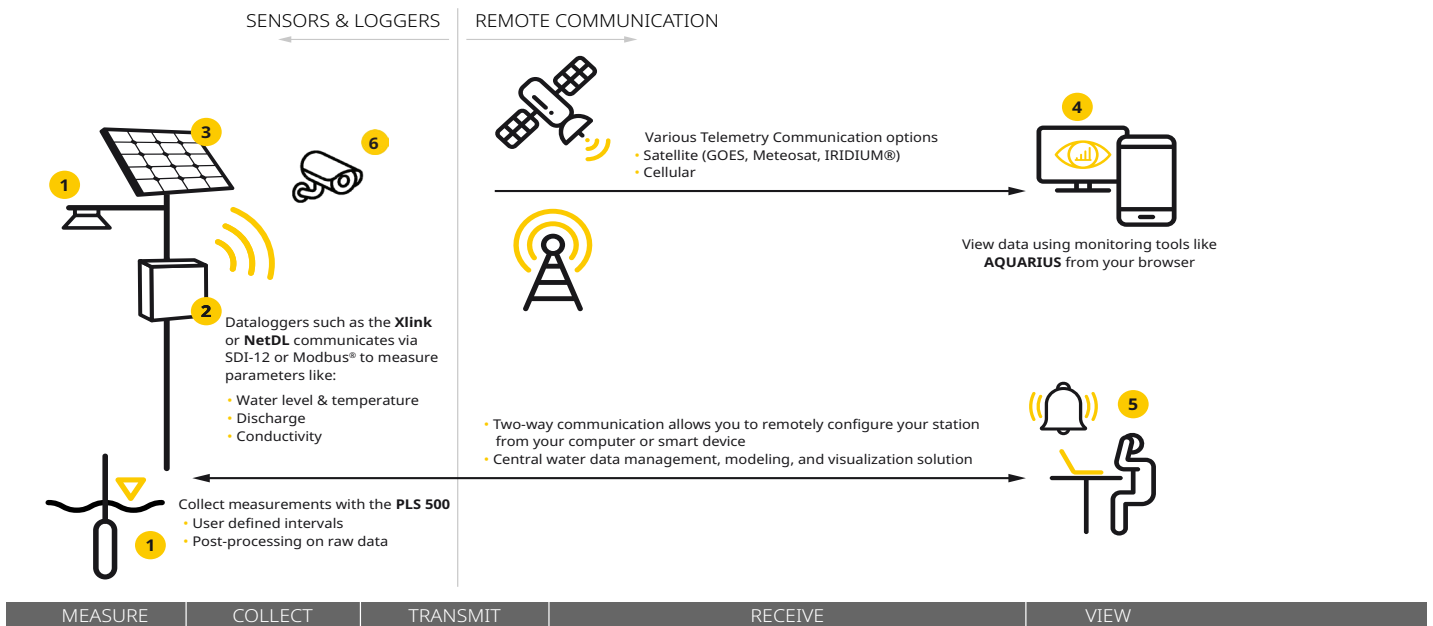 SENSORS & LOGGERS
REMOTE COMMUNICATION
3
6
1
2
Dataloggers such as the Xlink
or NetDL communicates via
SDI-12 or Modbus® to measure
parameters like:
• Water level & temperature
• Discharge
• Conductivity
Collect measurements with the PLS 500
• User defined intervals
• Post-processing on raw data
1
Various Telemetry Communication options
• Satellite (GOES, Meteosat, IRIDIUM®)
• Cellular
4
View data using monitoring tools like
AQUARIUS from your browser
• Two-way communication allows you to remotely configure your station
from your computer or smart device
• Central water data management, modeling, and visualization solution
5
MEASURE
COLLECT
TRANSMIT
RECEIVE
VIEW